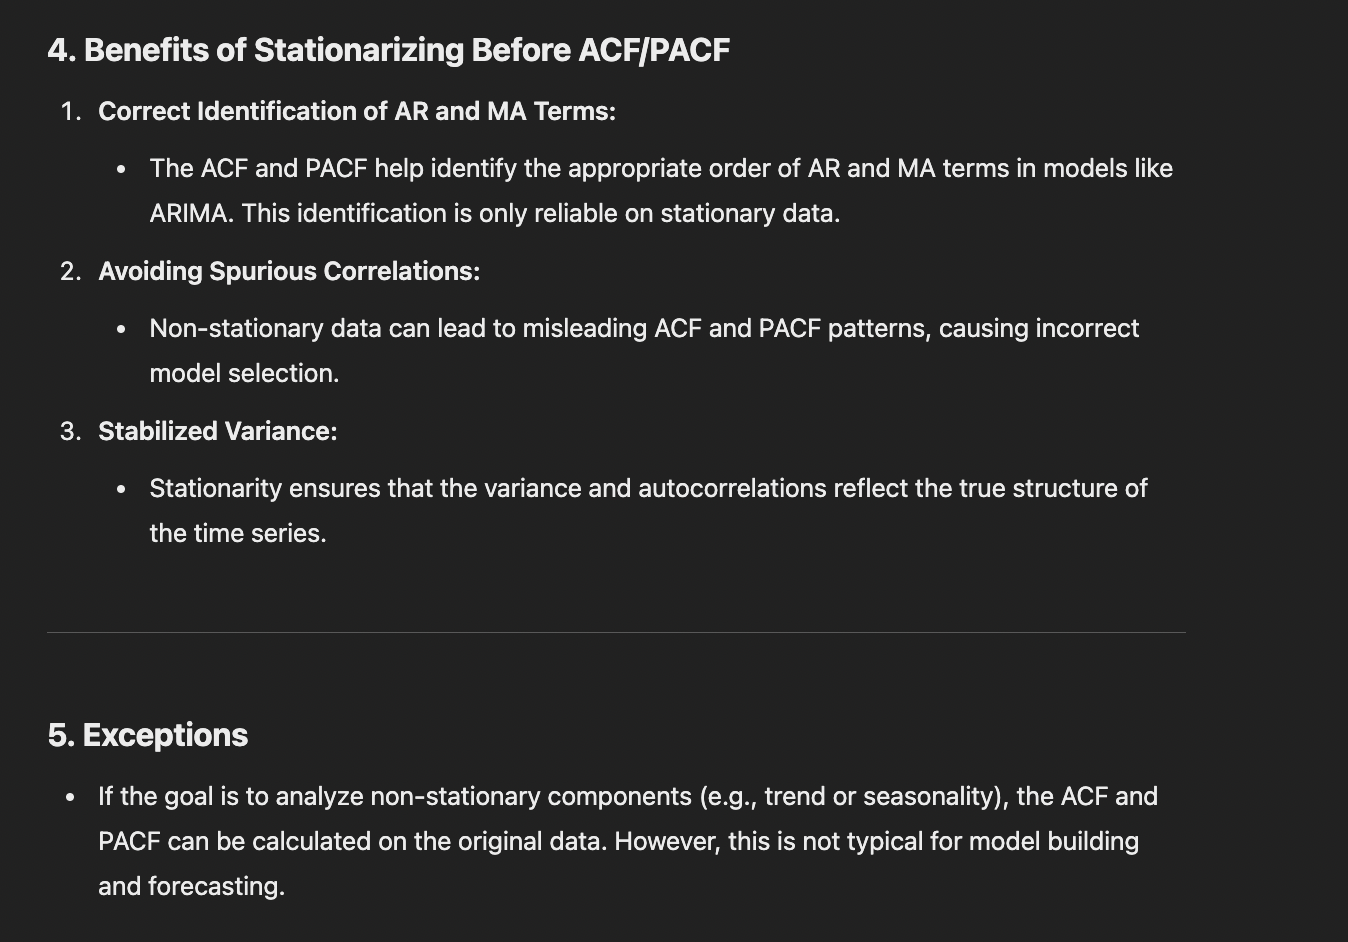 4. Benefits of Stationarizing Before ACF/PACF
1. Correct Identification of AR and MA Terms:
• The ACF and PACF help identify the appropriate order of AR and MA terms in models like
ARIMA. This identification is only reliable on stationary data.
2. Avoiding Spurious Correlations:
• Non-stationary data can lead to misleading ACF and PACF patterns, causing incorrect
model selection.
3. Stabilized Variance:
• Stationarity ensures that the variance and autocorrelations reflect the true structure of
the time series.
5. Exceptions
• If the goal is to analyze non-stationary components (e.g., trend or seasonality), the ACF and
PACF can be calculated on the original data. However, this is not typical for model building
and forecasting.